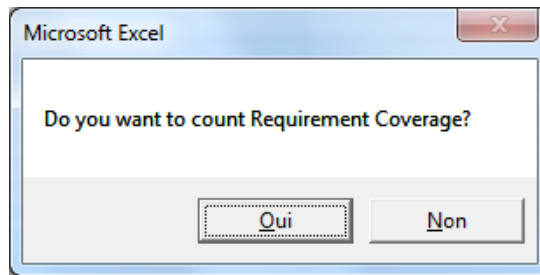 Microsoft Excel
Do you want to count Requirement Coverage?
Oui
Non